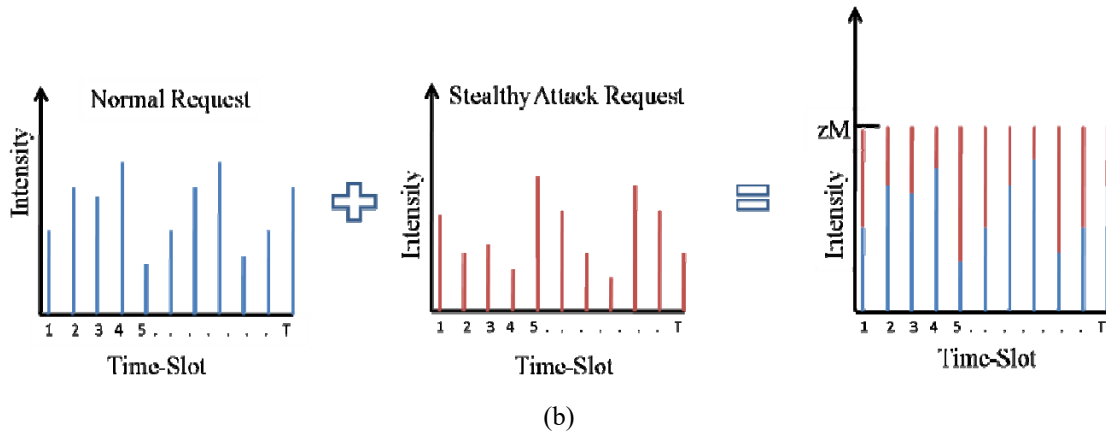 Normal Request
Intensity
1 2 3 4 5 . . . . . . T
Time-Slot
Stealthy Attack Request
Intensity
1 2 3 4 5 . . . . . . T
Time-Slot
zM
Intensity
1 2 3 4 5 . . . . . T
Time-Slot
(b)